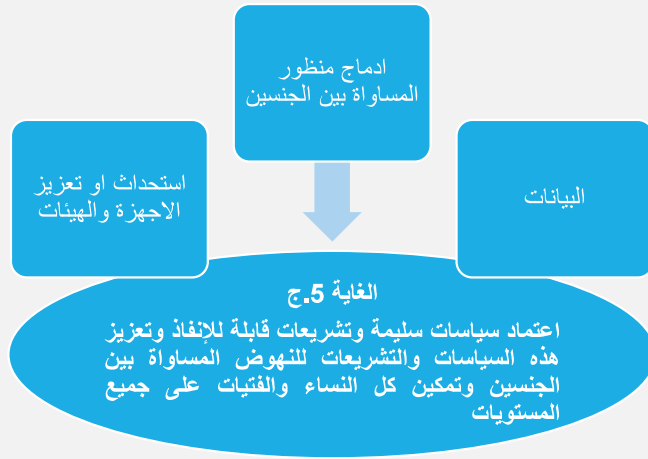 ادماج منظور
المساواة بين الجنسين
استحداث او تعزيز
الاجهزة والهيئات
البيانات
الغاية 5.ج
اعتماد سياسات سليمة وتشريعات قابلة للإنفاذ وتعزيز
هذه السياسات والتشريعات للنهوض المساواة بين
الجنسين وتمكين كل النساء والفتيات على جميع
المستويات